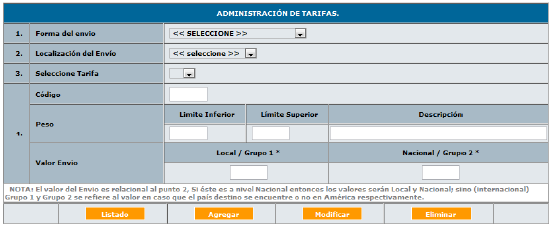 ADMINISTRACIÓN DE TARIFAS.
1. Forma del envio << SELECCIONE >>
2. Localización del Envío << seleccione >>
3. Seleccione Tarifa
4.
Código
Limite Inferior Límite Superior Descripción
Peso
Local / Grupo 1 * Nacional / Grupo 2 *
Valor Envio
NOTA: El valor del Envio es relacional al punto 2, Si éste es a nivel Nacional entonces los valores serán Local y Nacional; sino (internacional)
Grupo 1 y Grupo 2 se refiere al valor en caso que el país destino se encuentre o no en América respectivamente.
Listado Agregar Modificar Eliminar